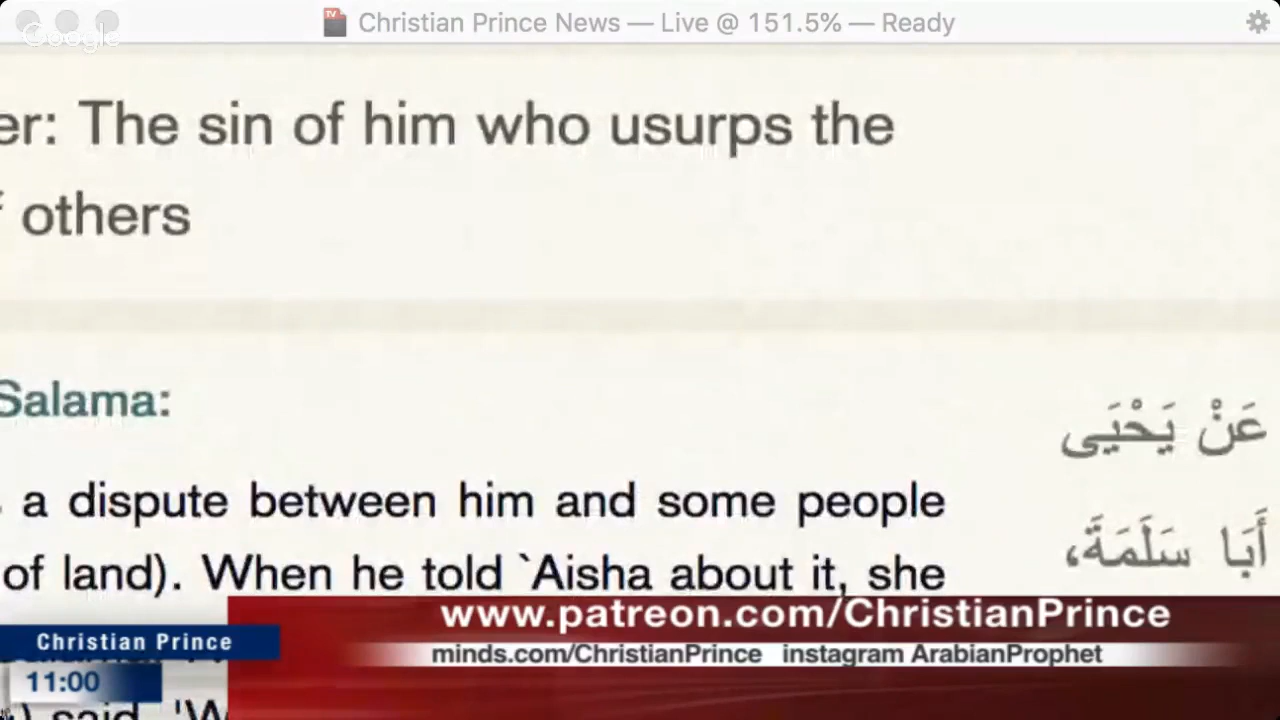 Christian Prince News — Live @ 151.5% — Ready
Google
er: The sin of him who usurps the
others
Salama:
عَنْ يَحْيَى
a dispute between him and some people
أَبَا سَلَمَةَ،
of land). When he told `Aisha about it, she
www.patreon.com/ChristianPrince
Christian Prince
minds.com/ChristianPrince instagram ArabianProphet
11:00
) said, 'W